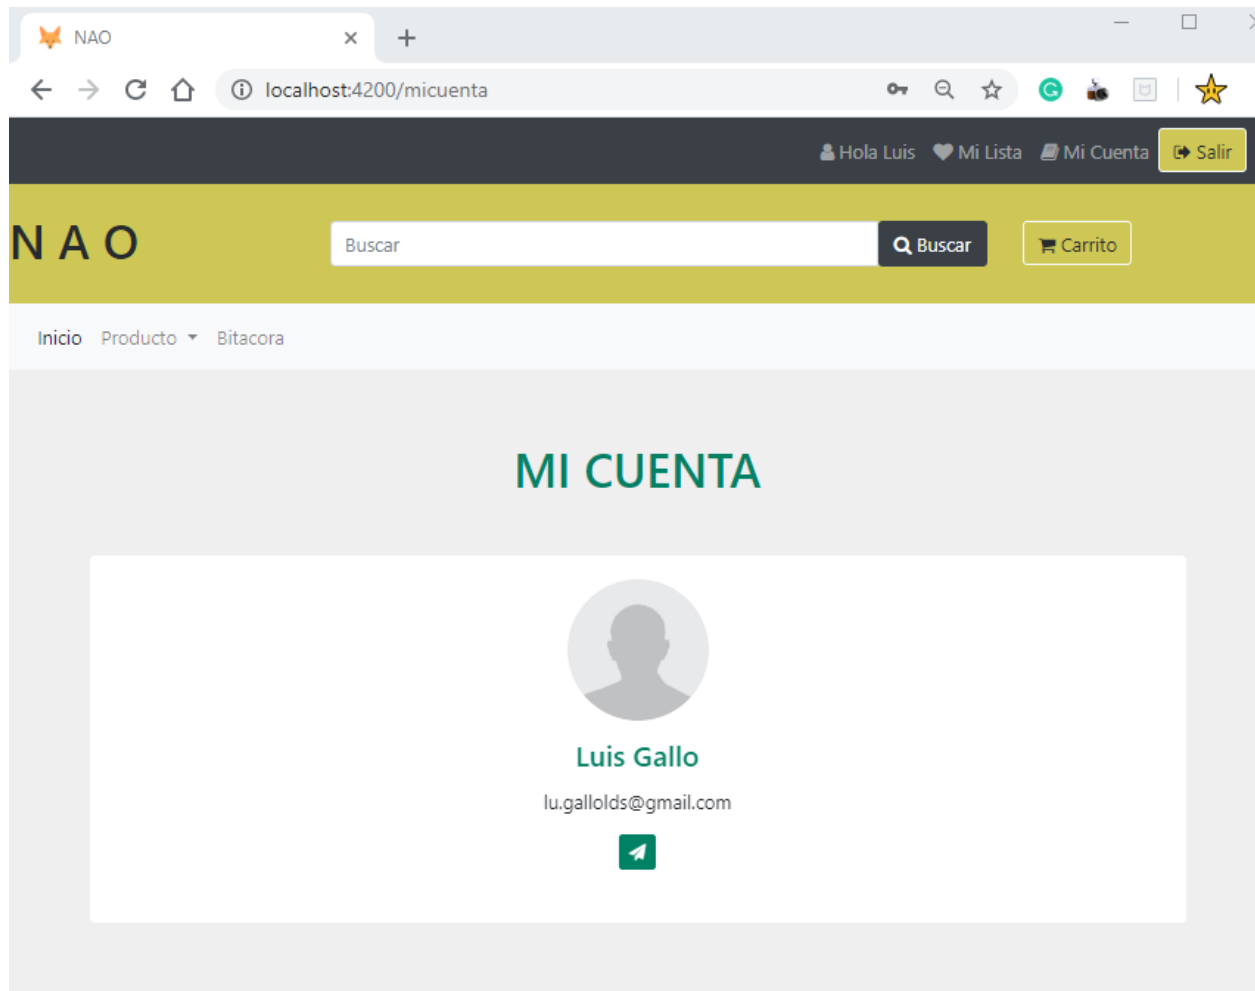 NAO
localhost:4200/micuenta
Hola Luis Mi Lista Mi Cuenta Salir
N A O Buscar Buscar Carrito
Inicio Producto Bitacora
MI CUENTA
Luis Gallo
lu.gallolds@gmail.com